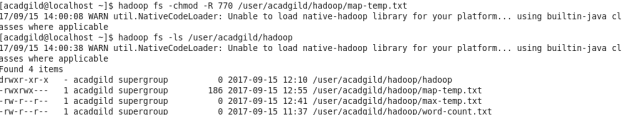 [acadgild@localhost ~]$ hadoop fs -chmod -R 770 /user/acadgild/hadoop/map-temp.txt
17/09/15 14:00:08 WARN util.NativeCodeLoader: Unable to load native-hadoop library for your platform... using builtin-java cl
asses where applicable
[acadgild@localhost ~]$ hadoop fs -ls /user/acadgild/hadoop
17/09/15 14:00:38 WARN util.NativeCodeLoader: Unable to load native-hadoop library for your platform... using builtin-java cl
asses where applicable
Found 4 items
drwxr-xr-x - acadgild supergroup 0 2017-09-15 12:10 /user/acadgild/hadoop/hadoop
-rwxrwx--- 1 acadgild supergroup 186 2017-09-15 12:55 /user/acadgild/hadoop/map-temp.txt
-rw-r--r-- 1 acadgild supergroup 0 2017-09-15 12:41 /user/acadgild/hadoop/max-temp.txt
-rw-r--r-- 1 acadgild supergroup 0 2017-09-15 11:37 /user/acadgild/hadoop/word-count.txt